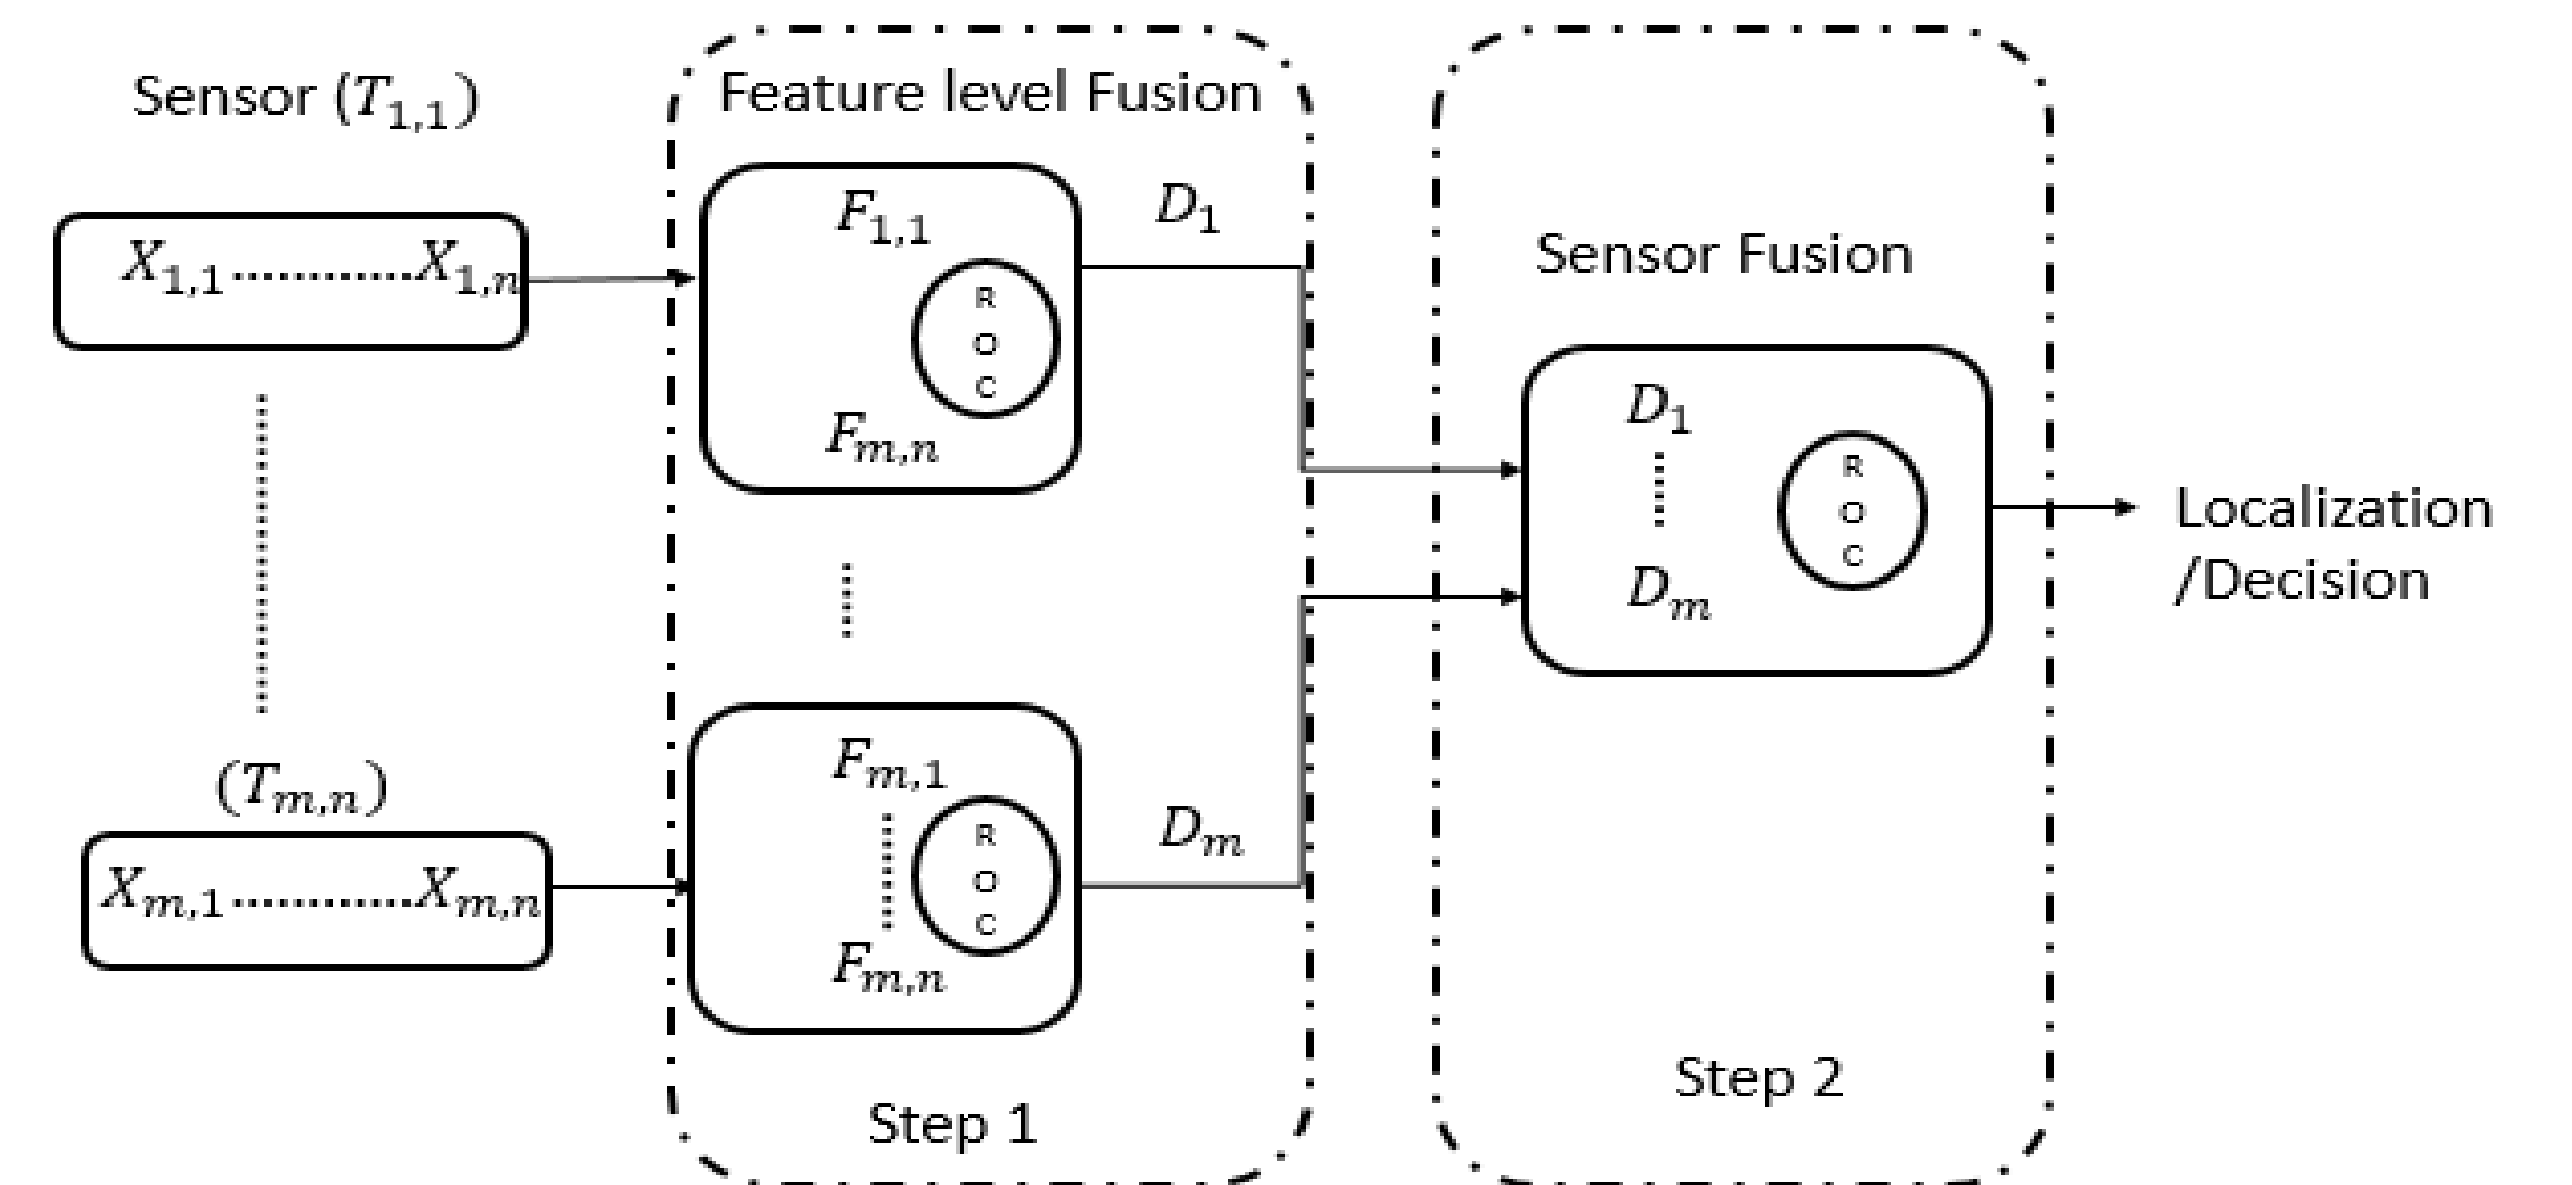 Sensor (T1,1)
X1,1............X1,n
(Tm,n)
Xm,1............Xm,n
Feature level Fusion
F1,1
R
O
C
Fm,n
D1
Fm,1
R
O
C
Fm,n
Dm
Step 1
Sensor Fusion
D1
R
O
C
Dm
Step 2
Localization
/Decision